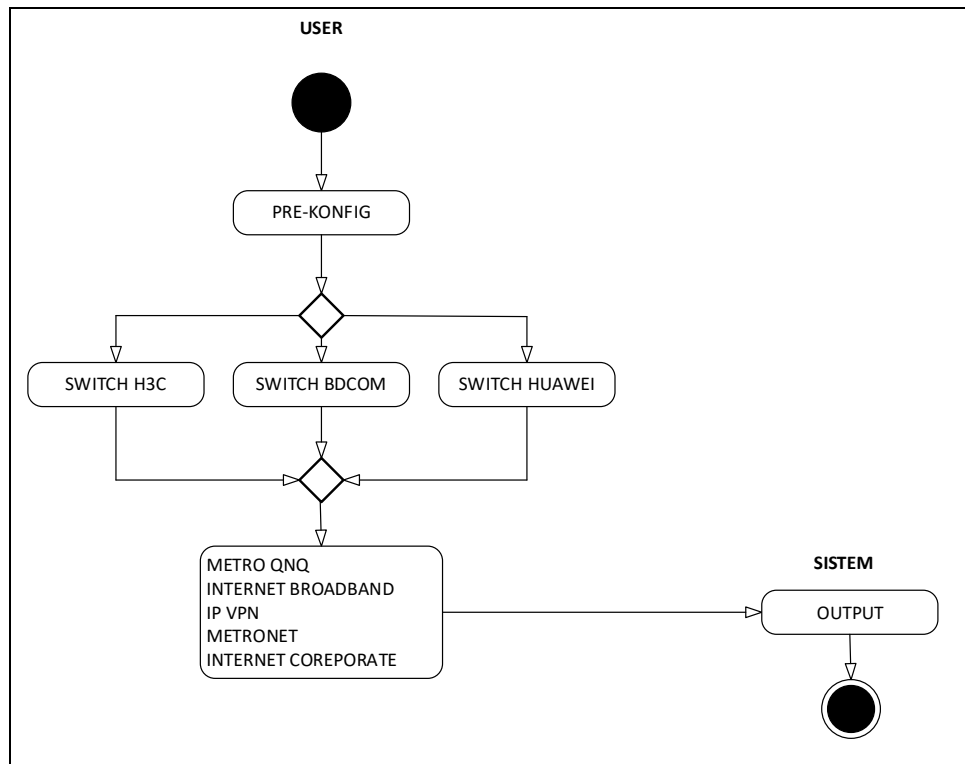 USER
PRE-KONFIG
SWITCH H3C
SWITCH BDCOM
SWITCH HUAWEI
METRO QNQ
INTERNET BROADBAND
IP VPN
METRONET
INTERNET COREPORATE
SISTEM
OUTPUT